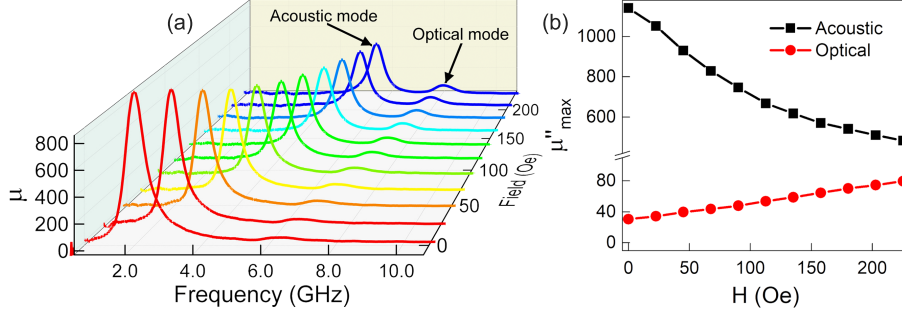 (a)
Acoustic mode
Optical mode
800
600
400
200
0
μ
2.0
4.0
6.0
8.0
10.0
Frequency (GHz)
0
50
100
150
200
Field (Oe)
(b)
Acoustic
Optical
1000
800
600
80
40
0
μ"max
0
50
100
150
200
H (Oe)